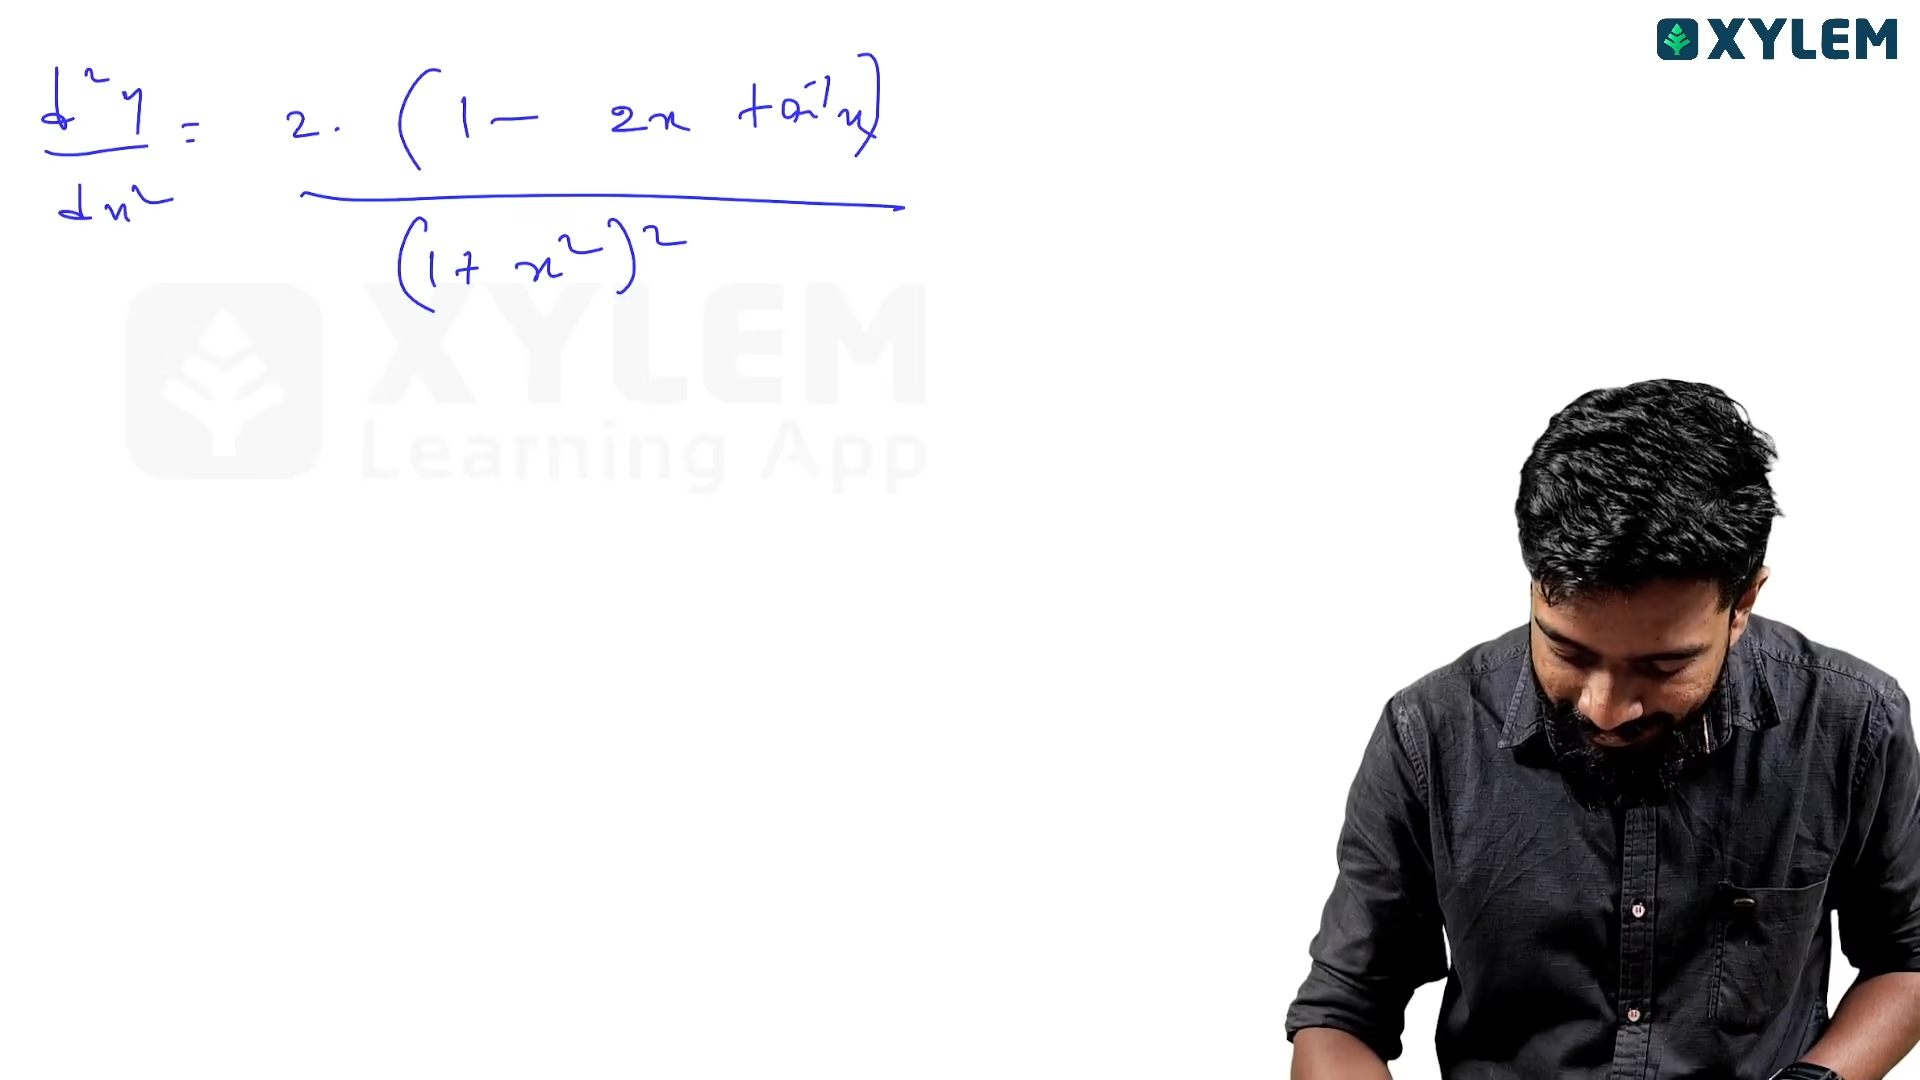 XYLEM
d²y/dx² = 2. (1 - 2x tan⁻¹x) / (1 + x²)²
XYLEM
Learning App